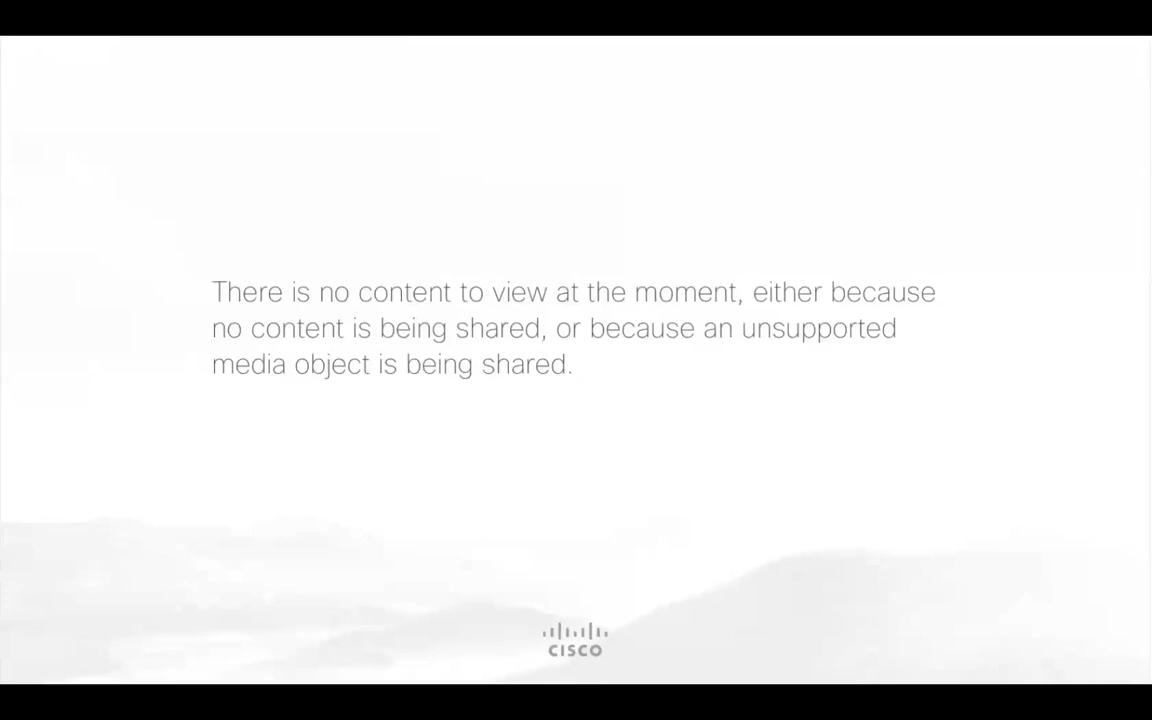 There is no content to view at the moment, either because
no content is being shared, or because an unsupported
media object is being shared.
CISCO